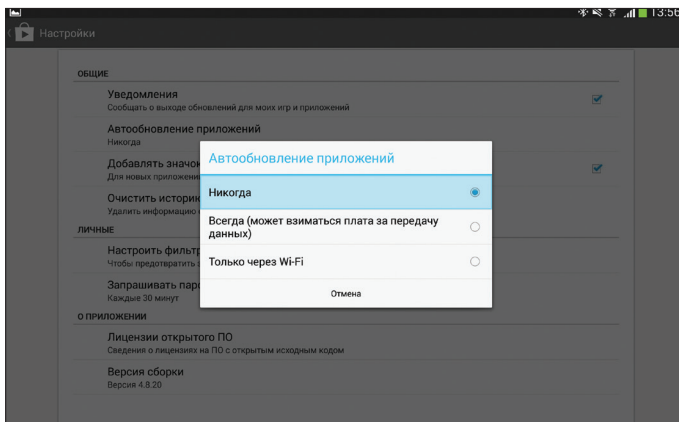 13:56
Настройки
ОБЩИЕ
Уведомления
Сообщать о выходе обновлений для моих игр и приложений
Автообновление приложений
Никогда
Добавлять значок
Для новых приложени
Очистить историк
Удалить информацию
ЛИЧНЫЕ
Настроить фильтр
Чтобы предотвратить
Запрашивать паро
Каждые 30 минут
О ПРИЛОЖЕНИИ
Лицензии открытого ПО
Сведения о лицензиях на ПО с открытым исходным кодом
Версия сборки
Версия 4.8.20
Автообновление приложений
Никогда
Всегда (может взиматься плата за передачу
данных)
Только через Wi-Fi
Отмена